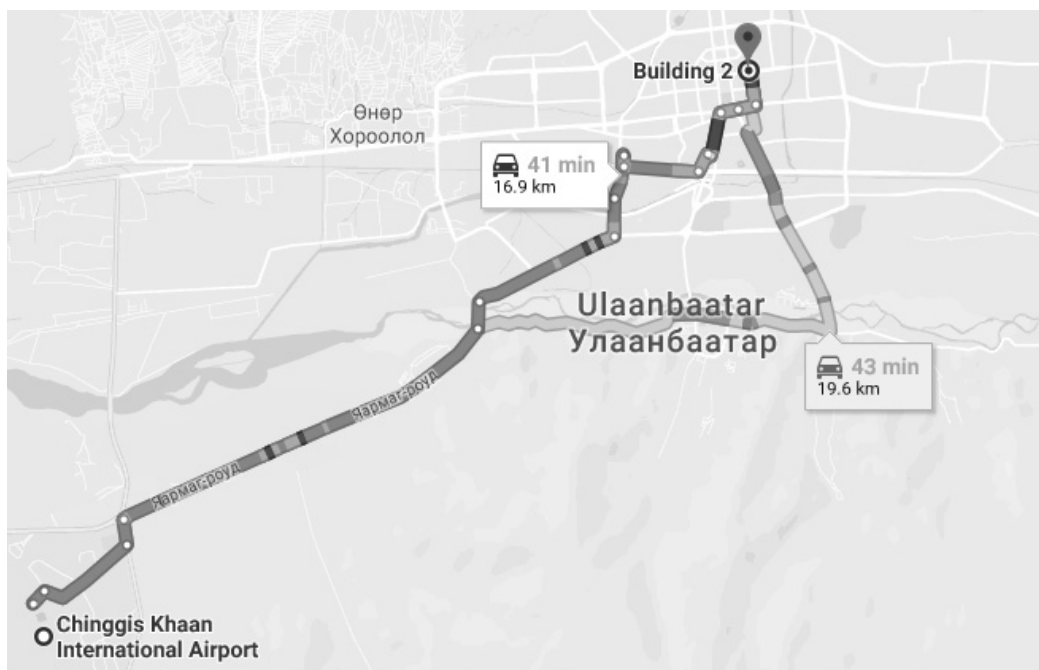 Building 2
Өнөр
Хороолол
41 min
16.9 km
Ulaanbaatar
Улаанбаатар
43 min
19.6 km
Яармаг-роуд
Яармаг-роуд
Chinggis Khaan
International Airport